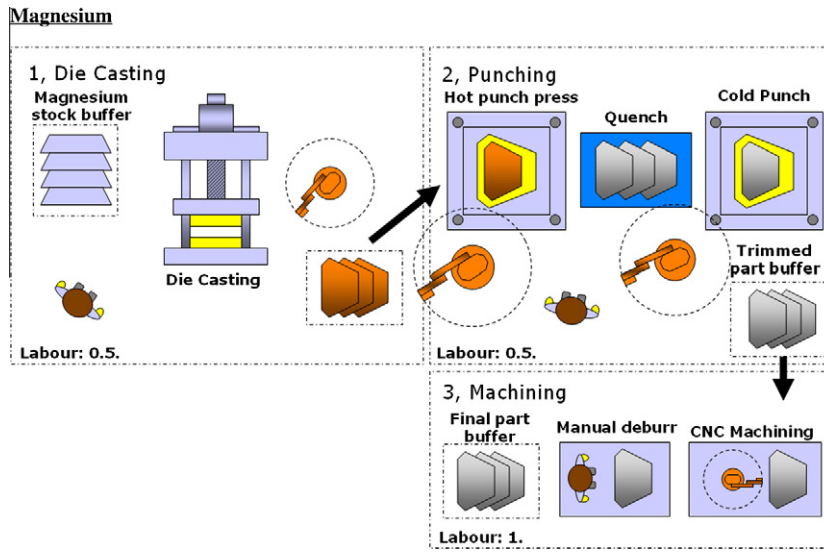 Magnesium
1, Die Casting
Magnesium
stock buffer
Die Casting
Labour: 0.5.
2, Punching
Hot punch press
Quench
Cold Punch
Trimmed
part buffer
Labour: 0.5.
3, Machining
Final part
buffer
Manual deburr
CNC Machining
Labour: 1.